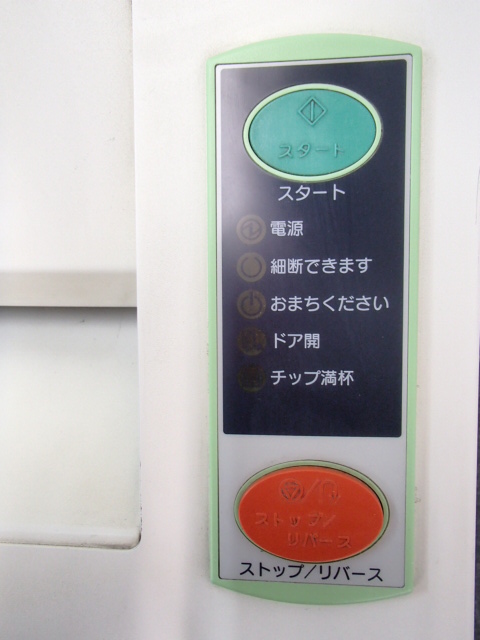 スタート
スタート
電源
細断できます
おまちください
ドア開
チップ満杯
ストップ/
リバース
ストップ/リバース